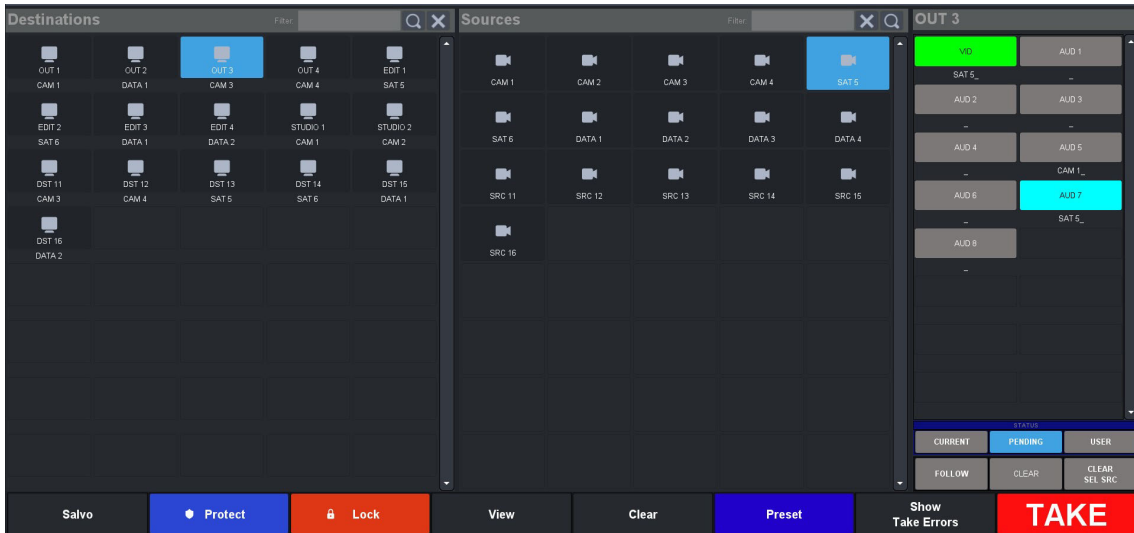 Destinations Filter: Sources Filter: OUT 3
OUT 1 OUT 2 OUT 3 OUT 4 EDIT 1
CAM 1 DATA 1 CAM 3 CAM 4 SAT 5
EDIT 2 EDIT 3 EDIT 4 STUDIO 1 STUDIO 2
SAT 6 DATA 1 DATA 2 CAM 1 CAM 2
DST 11 DST 12 DST 13 DST 14 DST 15
CAM 3 CAM 4 SAT 5 SAT 6 DATA 1
DST 16
DATA 2
CAM 1 CAM 2 CAM 3 CAM 4 SAT 5
SAT 6 DATA 1 DATA 2 DATA 3 DATA 4
SRC 11 SRC 12 SRC 13 SRC 14 SRC 15
SRC 16
VID AUD 1
SAT 5_ _
AUD 2 AUD 3
_ _
AUD 4 AUD 5
_ CAM 1_
AUD 6 AUD 7
_ SAT 5_
AUD 8
_
STATUS
CURRENT PENDING USER
FOLLOW CLEAR CLEAR
SEL SRC
Salvo Protect Lock View Clear Preset Show
Take Errors TAKE